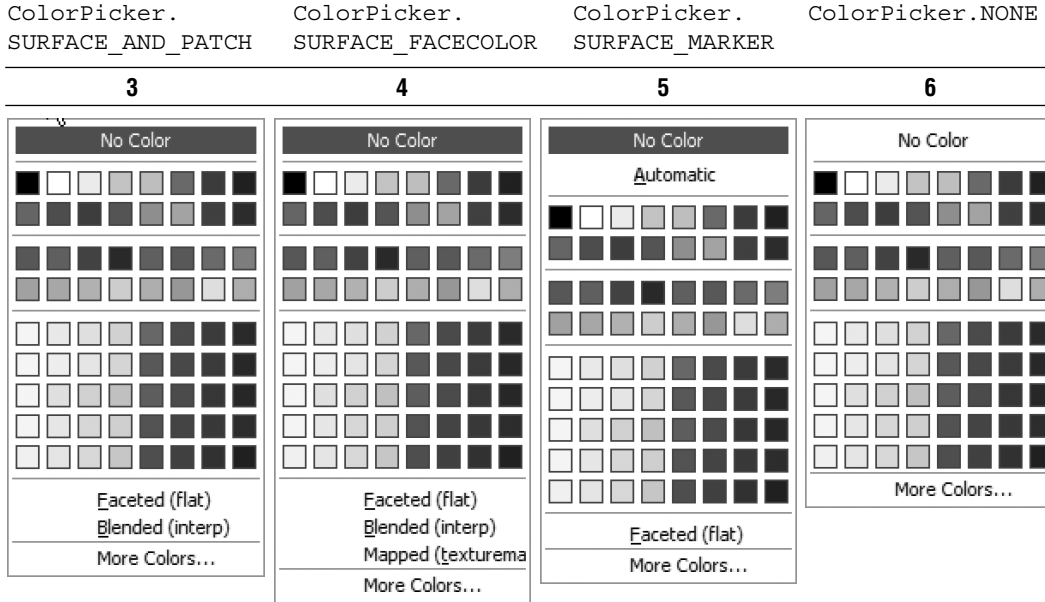 ColorPicker.
SURFACE_AND_PATCH
ColorPicker.
SURFACE_FACECOLOR
ColorPicker.
SURFACE_MARKER
ColorPicker.NONE
3
4
5
6
No Color
Faceted (flat)
Blended (interp)
More Colors...
No Color
Faceted (flat)
Blended (interp)
Mapped (texturema
More Colors...
No Color
Automatic
Faceted (flat)
More Colors...
No Color
More Colors...